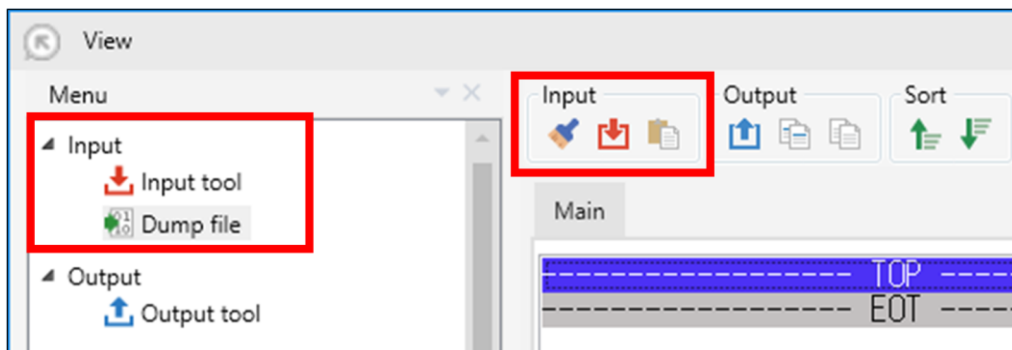 View
Menu
Input
Input tool
Dump file
Output
Output tool
Input
Output
Sort
Main
----------------- TOP -----
----------------- EOT -----